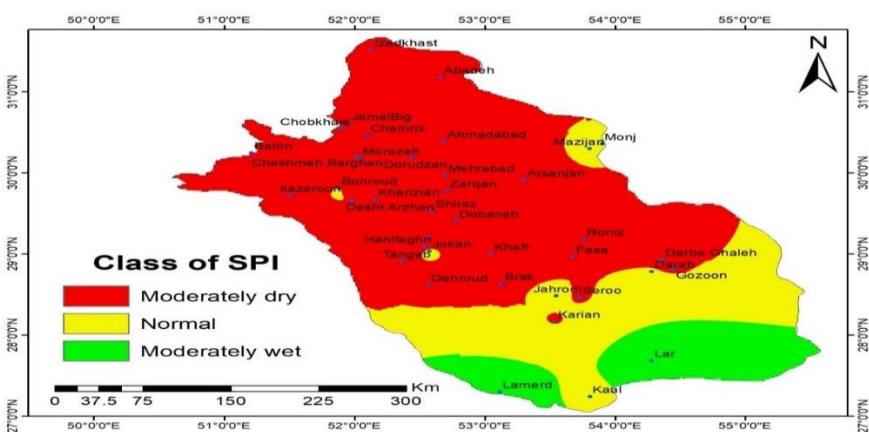 50°0'0"E 51°0'0"E 52°0'0"E 53°0'0"E 54°0'0"E 55°0'0"E
N
Izadkhast
Abadeh
31°0'0"N
31°0'0"N
JamalBig
Chobkhale
Chamriz
Ahmadabad
Monj
Mazijan
Baton
Morozeh
Cheshmeh Barghan
Dorudzan
30°0'0"N
30°0'0"N
Mehrabad
Arsanjan
Bonroud
Zarqan
kazeroun
Khanzian
Dasht Arzhan
Shiraz
Dobaneh
Roniz
Hanifaghn
Jokan
Khafr
Fasa
Tangab
Darbe Ghaleh
29°0'0"N
29°0'0"N
Class of SPI
Darab
Gozoon
Dehroud
Brak
Jahrom
Seroo
Moderately dry
Karian
Normal
28°0'0"N
28°0'0"N
Moderately wet
Lar
Lamerd
Kaal
Km
0 37.5 75 150 225 300
27°0'0"N
27°0'0"N
50°0'0"E 51°0'0"E 52°0'0"E 53°0'0"E 54°0'0"E 55°0'0"E